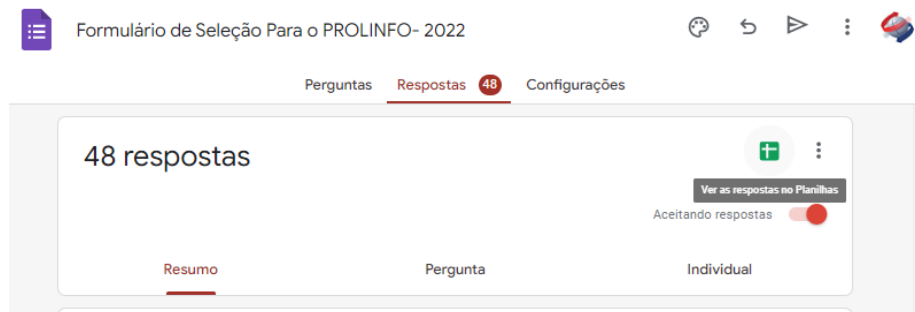 Formulário de Seleção Para o PROLINFO- 2022
Perguntas Respostas 48 Configurações
48 respostas
Ver as respostas no Planilhas
Aceitando respostas
Resumo Pergunta Individual